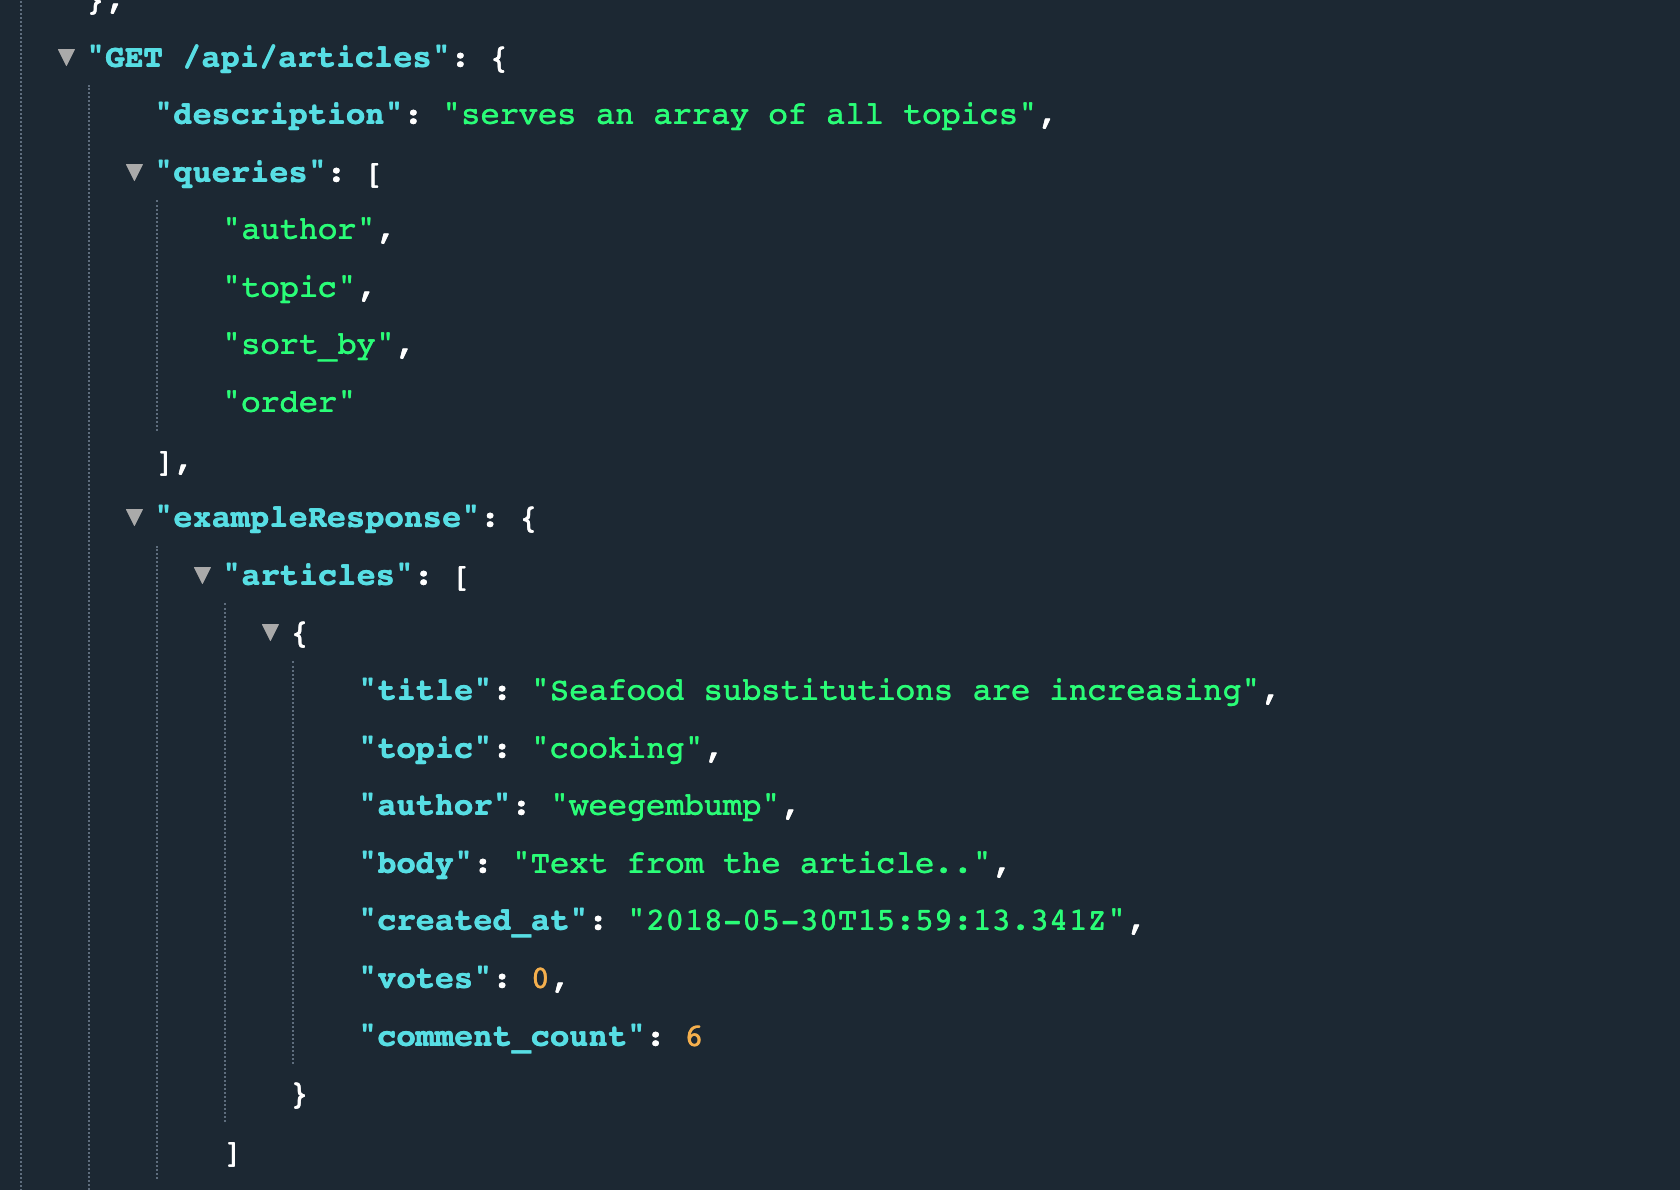 },
"GET /api/articles": {
"description": "serves an array of all topics",
"queries": [
"author",
"topic",
"sort_by",
"order"
],
"exampleResponse": {
"articles": [
{
"title": "Seafood substitutions are increasing",
"topic": "cooking",
"author": "weegembump",
"body": "Text from the article..",
"created_at": "2018-05-30T15:59:13.341Z",
"votes": 0,
"comment_count": 6
}
]